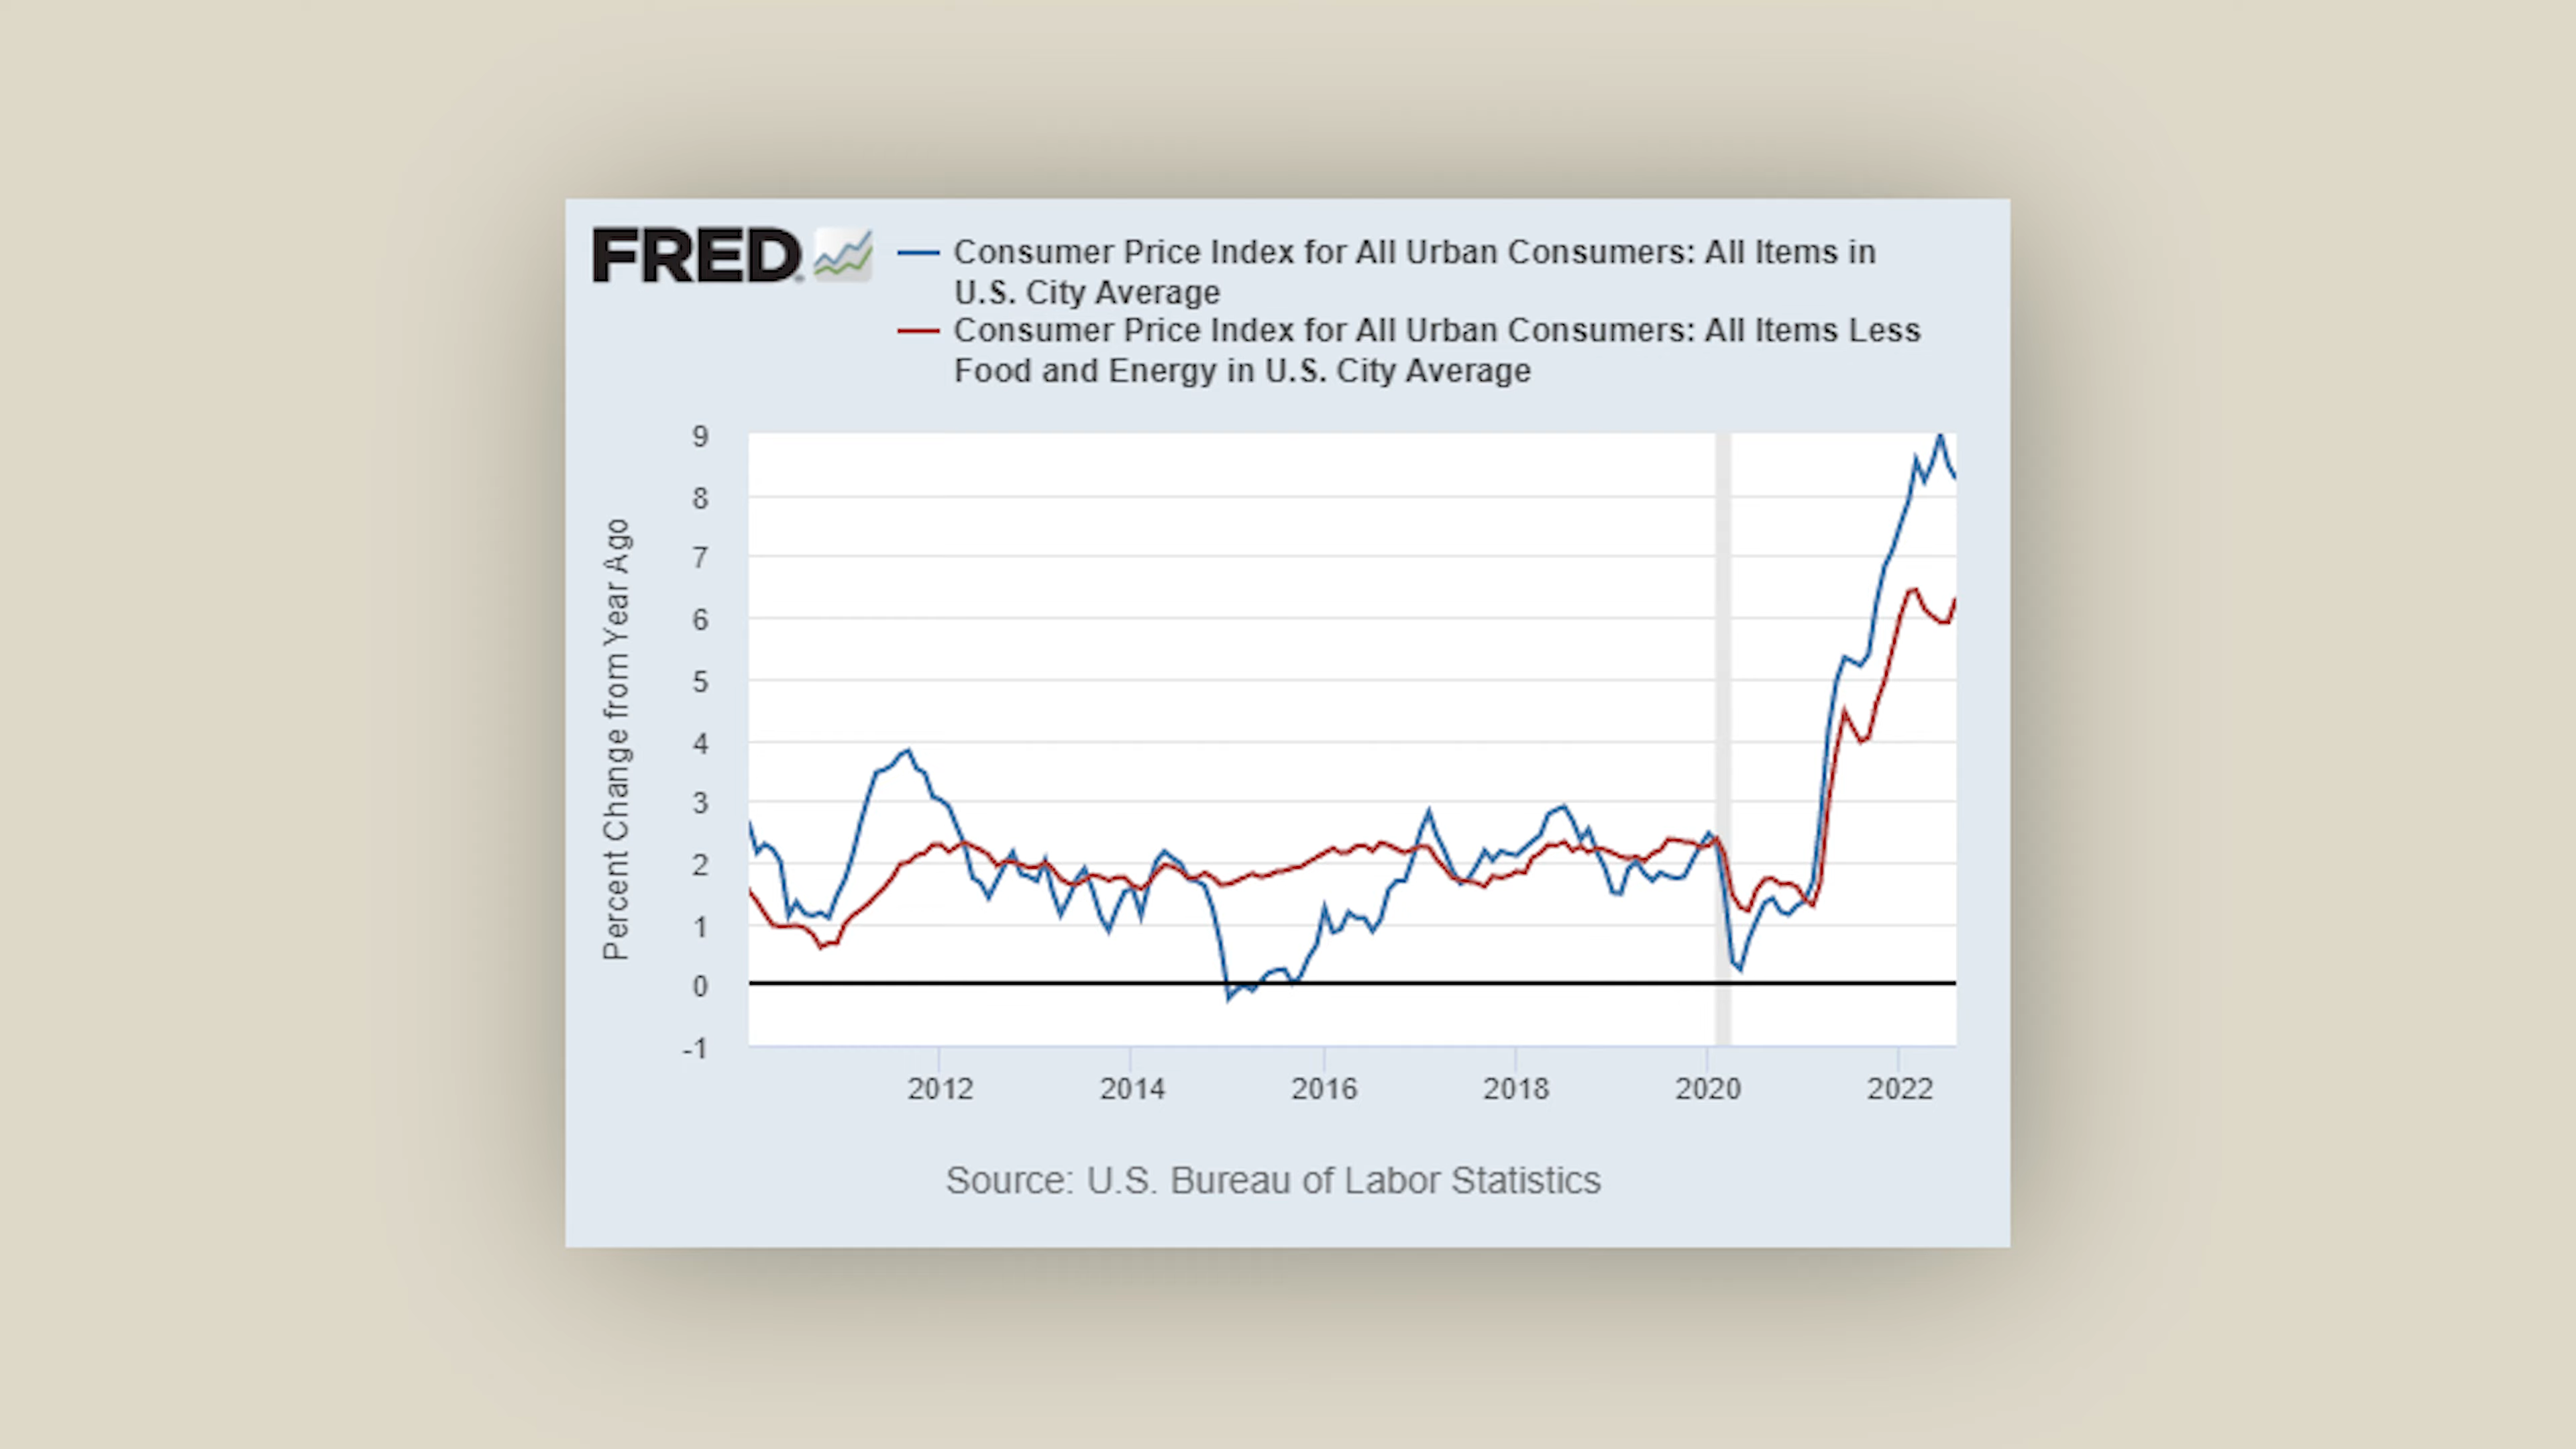 FRED
Consumer Price Index for All Urban Consumers: All Items in
U.S. City Average
Consumer Price Index for All Urban Consumers: All Items Less
Food and Energy in U.S. City Average
Percent Change from Year Ago
9
8
7
6
5
4
3
2
1
0
-1
2012 2014 2016 2018 2020 2022
Source: U.S. Bureau of Labor Statistics